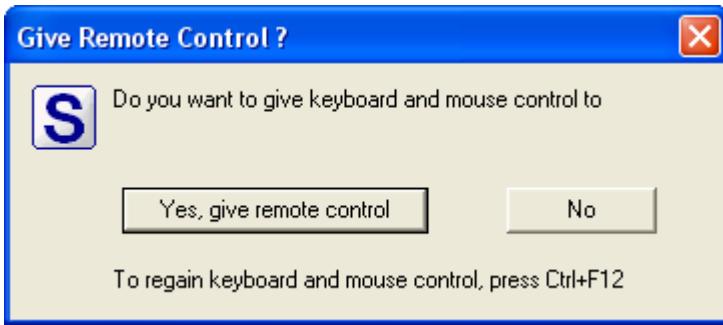 Give Remote Control ?
S
Do you want to give keyboard and mouse control to
Yes, give remote control
No
To regain keyboard and mouse control, press Ctrl+F12